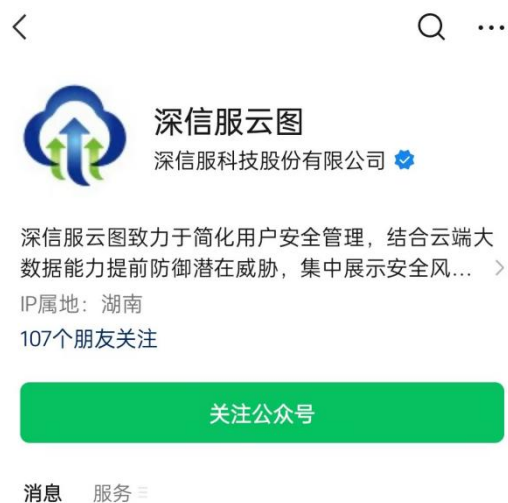 深信服云图
深信服科技股份有限公司
深信服云图致力于简化用户安全管理，结合云端大
数据能力提前防御潜在威胁，集中展示安全风...
IP属地：湖南
107个朋友关注
关注公众号
消息 服务